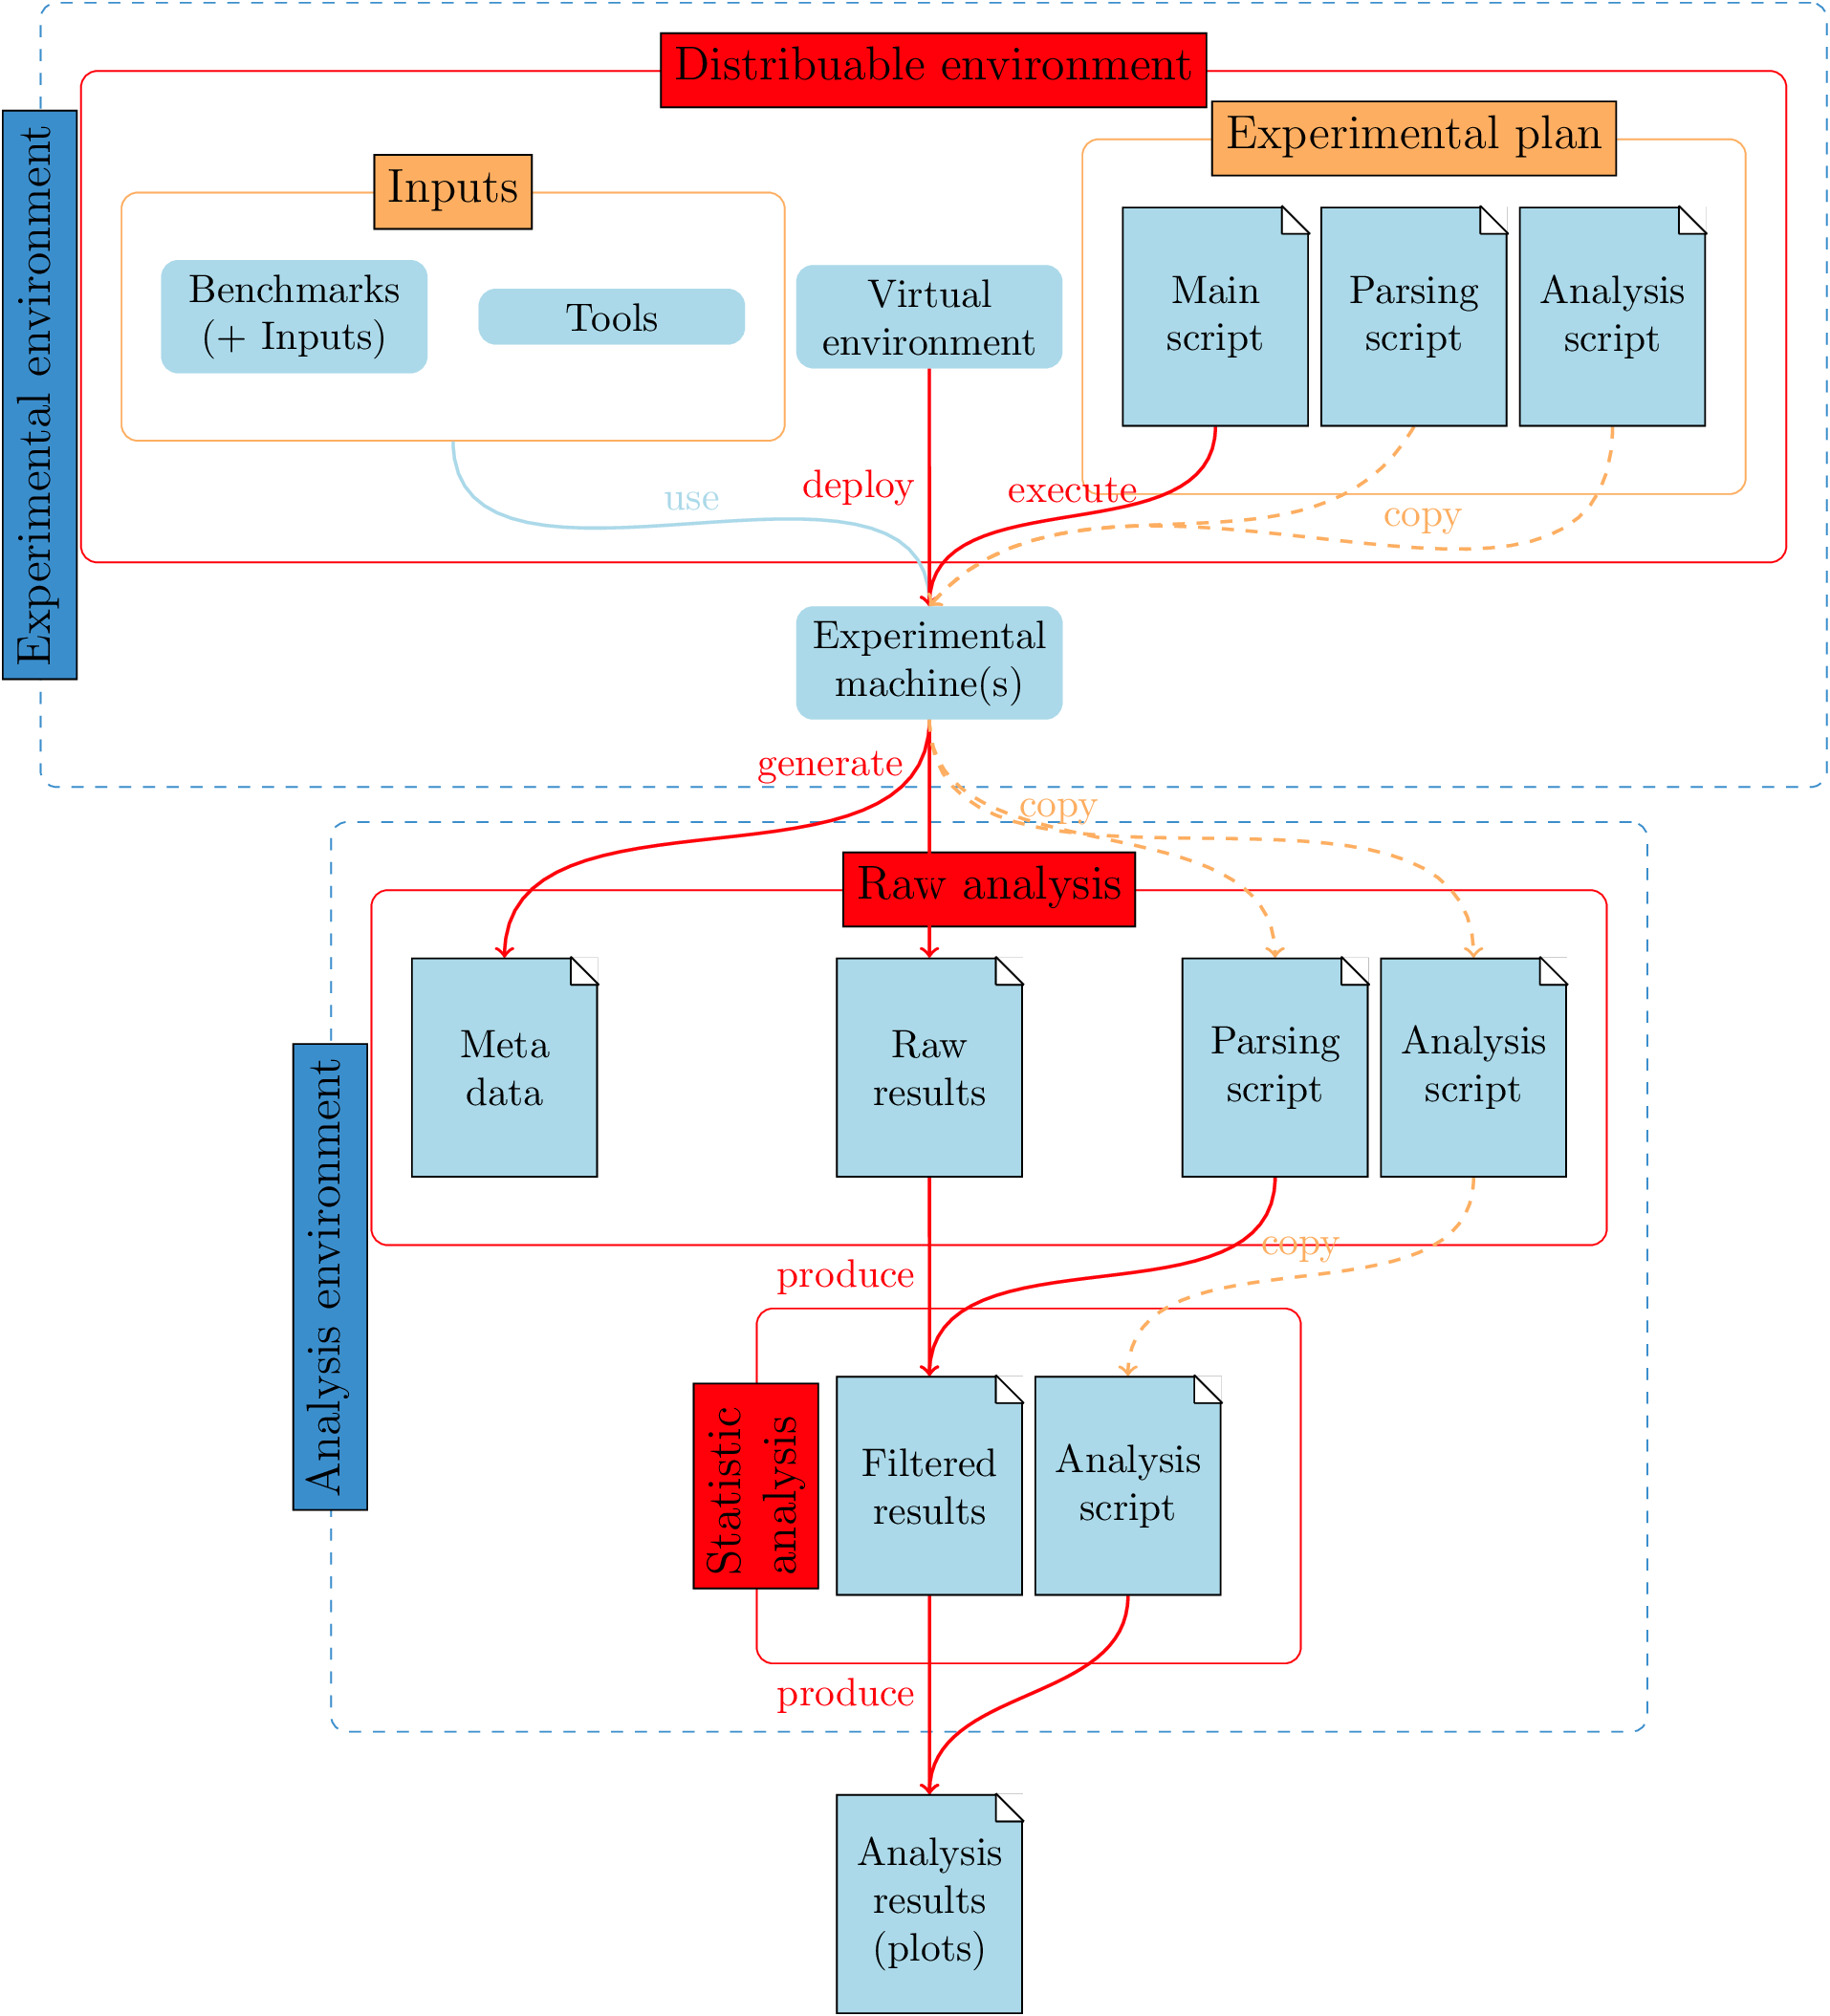 Distribuable environment
Experimental plan
Inputs
Experimental environment
Benchmarks
(+ Inputs)
Tools
Virtual
environment
Main
script
Parsing
script
Analysis
script
use
deploy
execute
copy
Experimental
machine(s)
generate
copy
Raw analysis
Analysis environment
Meta
data
Raw
results
Parsing
script
Analysis
script
produce
copy
Statistic
analysis
Filtered
results
Analysis
script
produce
Analysis
results
(plots)